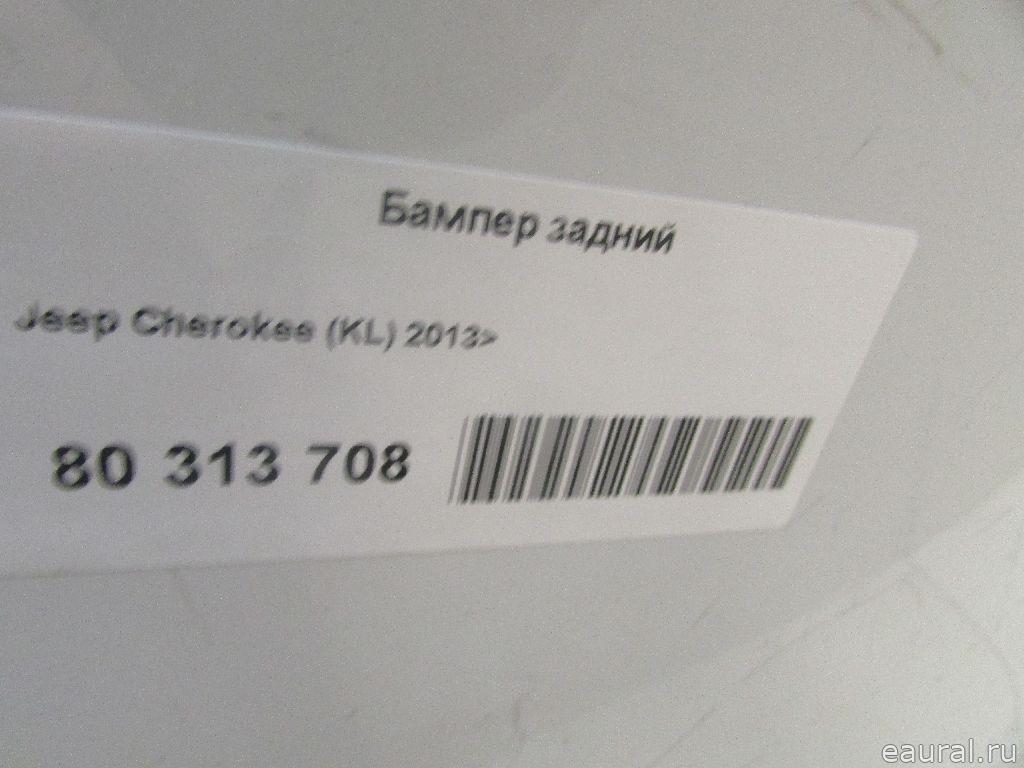 Бампер задний
Jeep Cherokee (KL) 2013>
80 313 708
eaural.ru